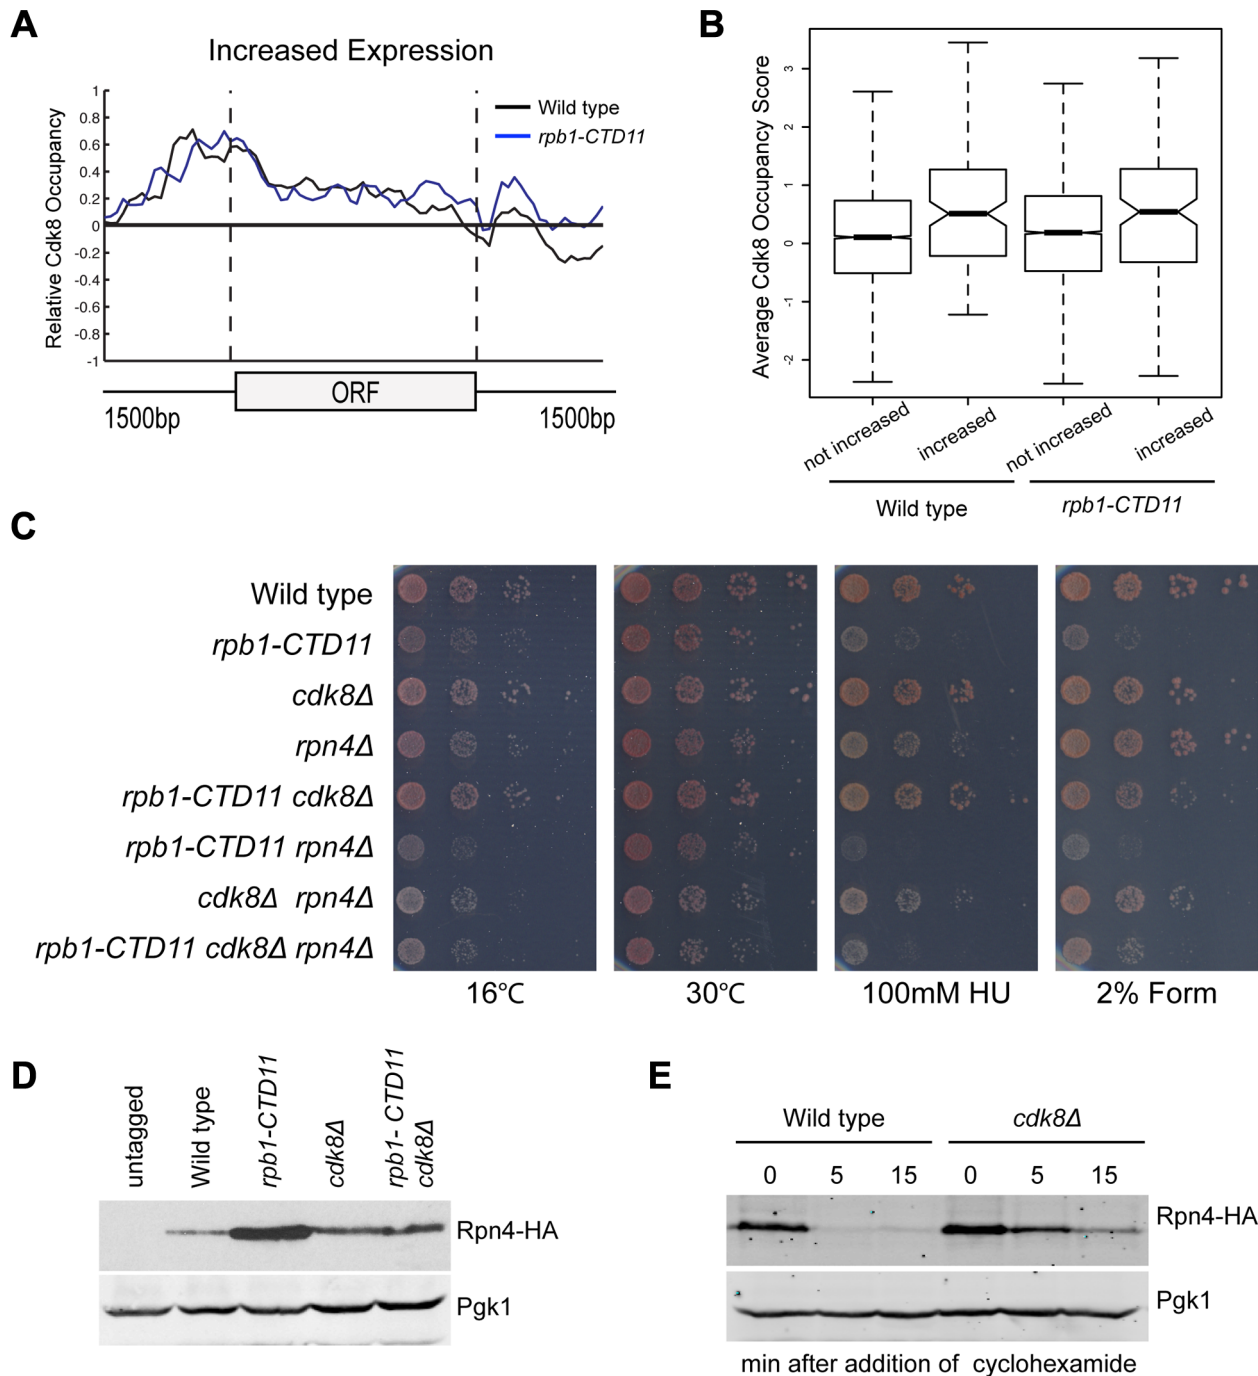 A
Increased Expression
Relative Cdk8 Occupancy
1
0.8
0.6
0.4
0.2
0
-0.2
-0.4
-0.6
-0.8
-1
Wild type
rpb1-CTD11
ORF
1500bp
1500bp
B
Average Cdk8 Occupancy Score
3
2
1
0
-1
-2
not increased
increased
not increased
increased
Wild type
rpb1-CTD11
C
Wild type
rpb1-CTD11
cdk8Δ
rpn4Δ
rpb1-CTD11 cdk8Δ
rpb1-CTD11 rpn4Δ
cdk8Δ rpn4Δ
rpb1-CTD11 cdk8Δ rpn4Δ
16°C
30°C
100mM HU
2% Form
D
untagged
Wild type
rpb1-CTD11
cdk8Δ
rpb1- CTD11
cdk8Δ
Rpn4-HA
Pgk1
E
Wild type
cdk8Δ
0 5 15 0 5 15
Rpn4-HA
Pgk1
min after addition of cyclohexamide